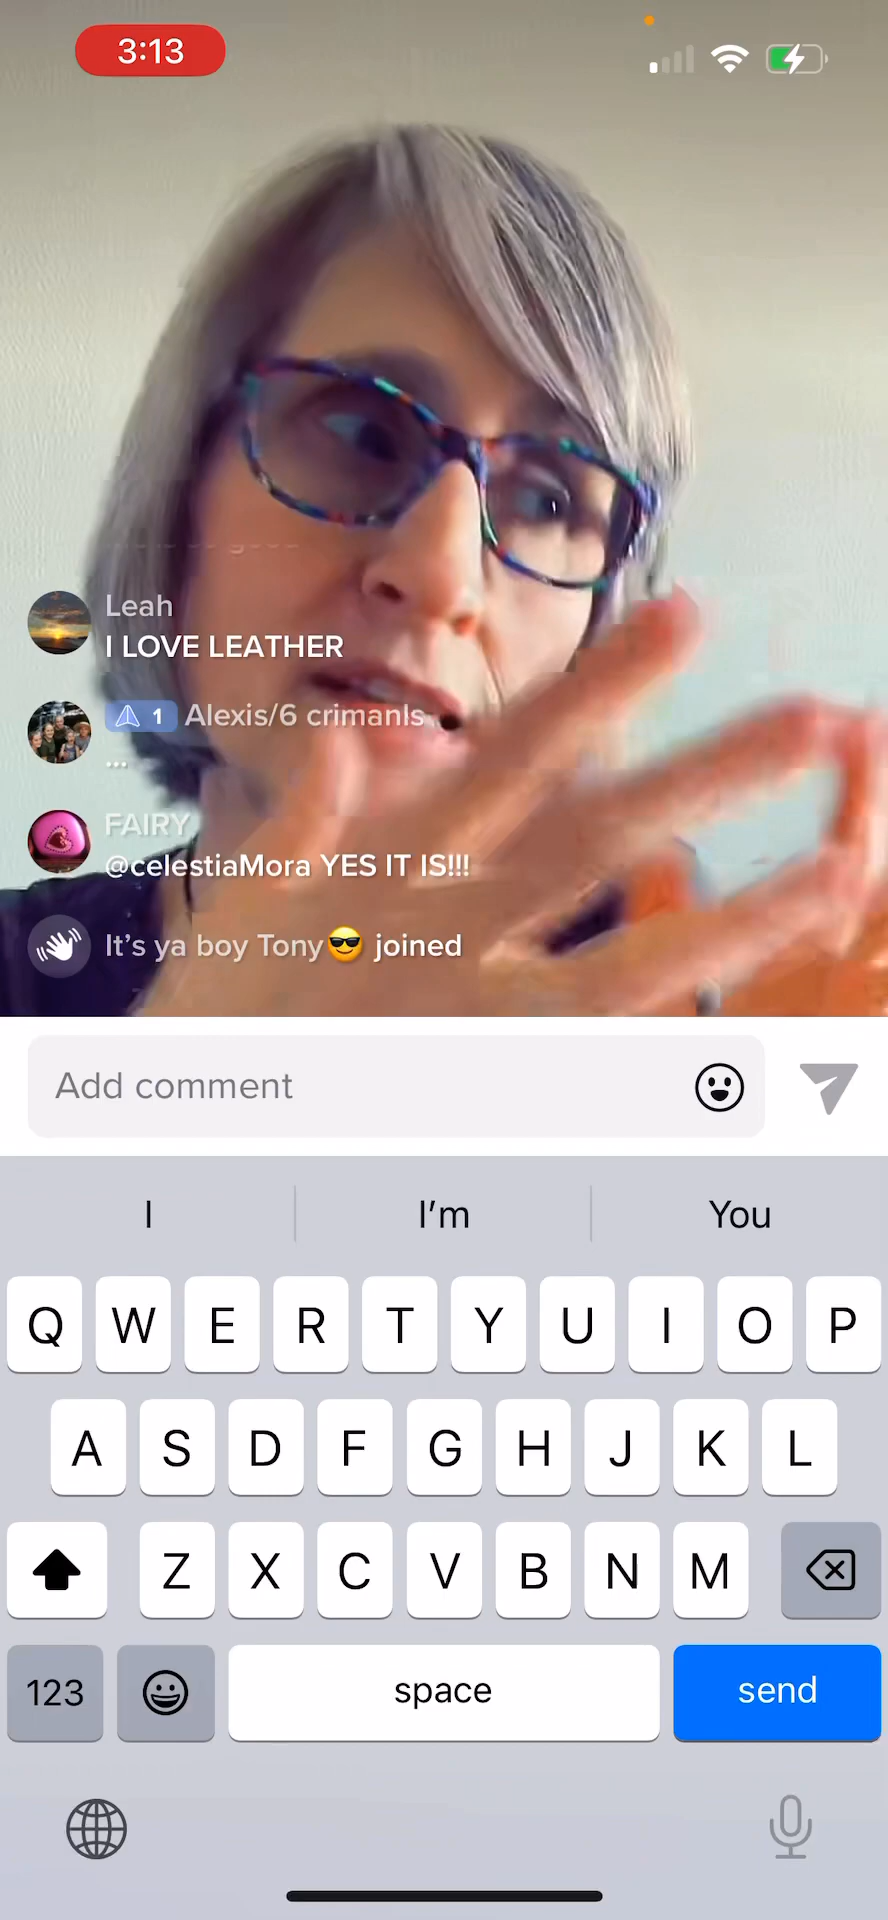 3:13
Leah
I LOVE LEATHER
1 Alexis/6 crimanls
...
FAIRY
@celestiaMora YES IT IS!!!
It's ya boy Tony😎 joined
Add comment
I I'm You
Q W E R T Y U I O P
A S D F G H J K L
Z X C V B N M
123 space send